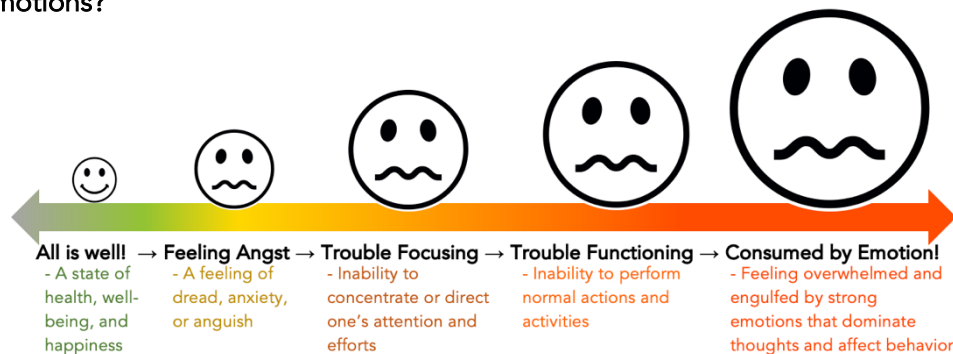 motions?
All is well! → Feeling Angst → Trouble Focusing → Trouble Functioning → Consumed by Emotion!
- A state of
health, well-
being, and
happiness
- A feeling of
dread, anxiety,
or anguish
- Inability to
concentrate or direct
one's attention and
efforts
- Inability to perform
normal actions and
activities
- Feeling overwhelmed and
engulfed by strong
emotions that dominate
thoughts and affect behavior